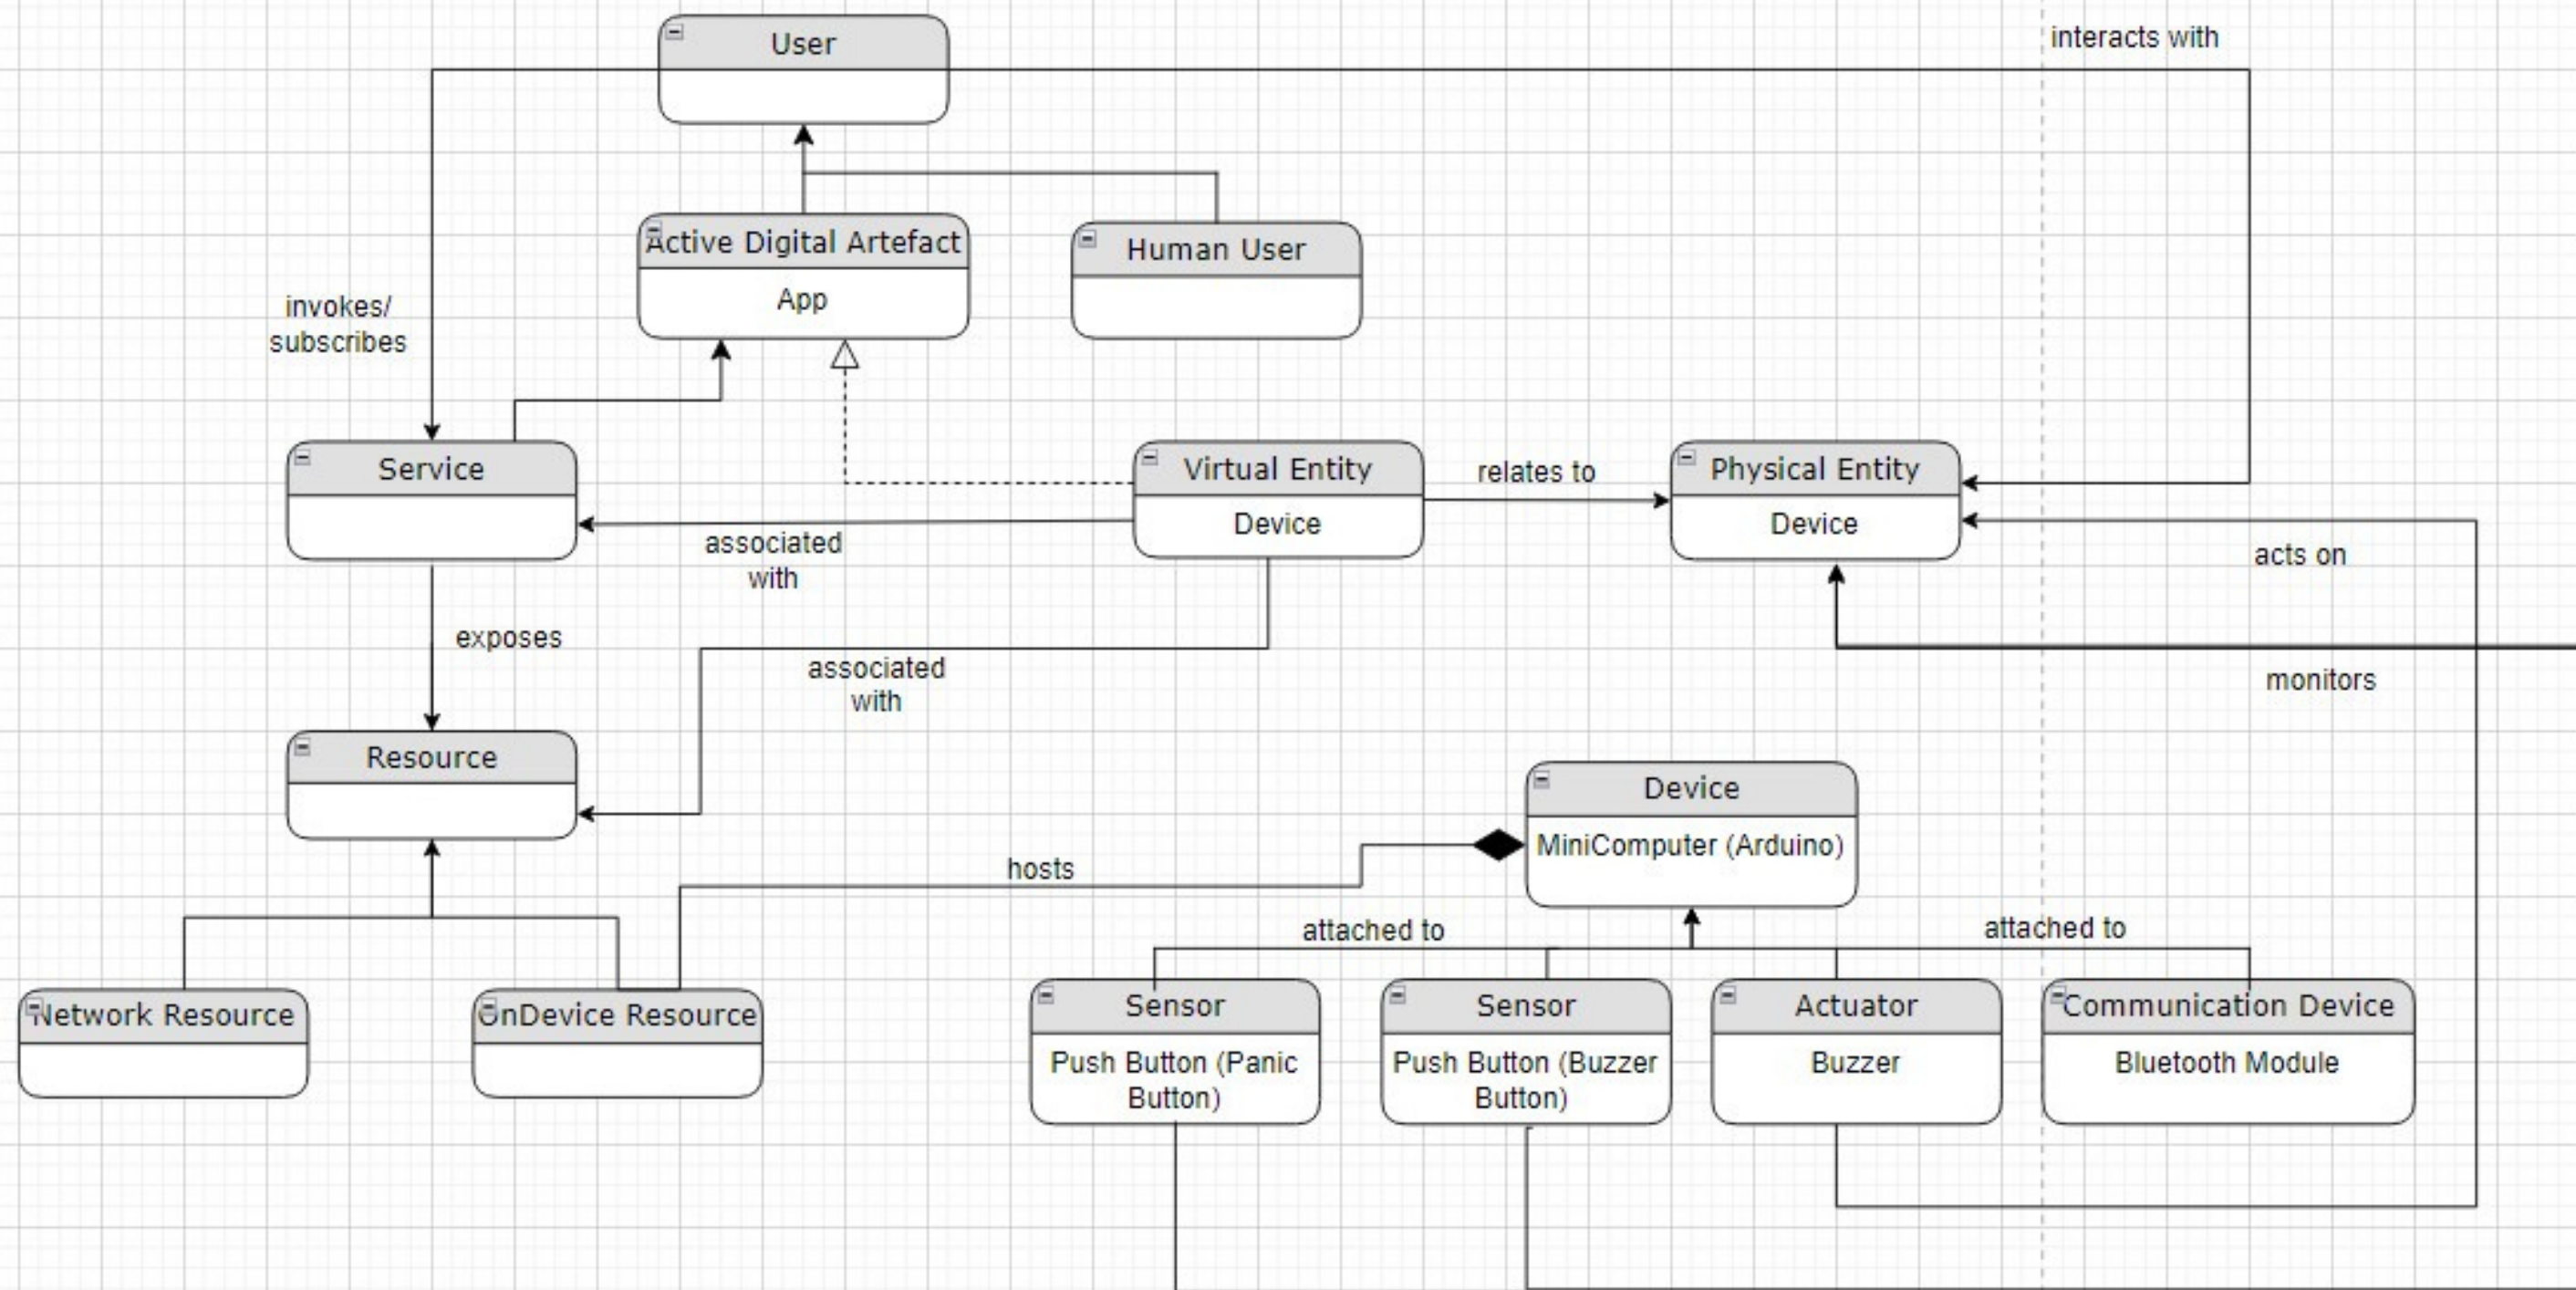 User
interacts with
Active Digital Artefact
App
Human User
invokes/
subscribes
Service
Virtual Entity
Device
relates to
Physical Entity
Device
associated
with
acts on
exposes
associated
with
monitors
Resource
Device
MiniComputer (Arduino)
hosts
attached to
attached to
Network Resource
OnDevice Resource
Sensor
Push Button (Panic
Button)
Sensor
Push Button (Buzzer
Button)
Actuator
Buzzer
Communication Device
Bluetooth Module